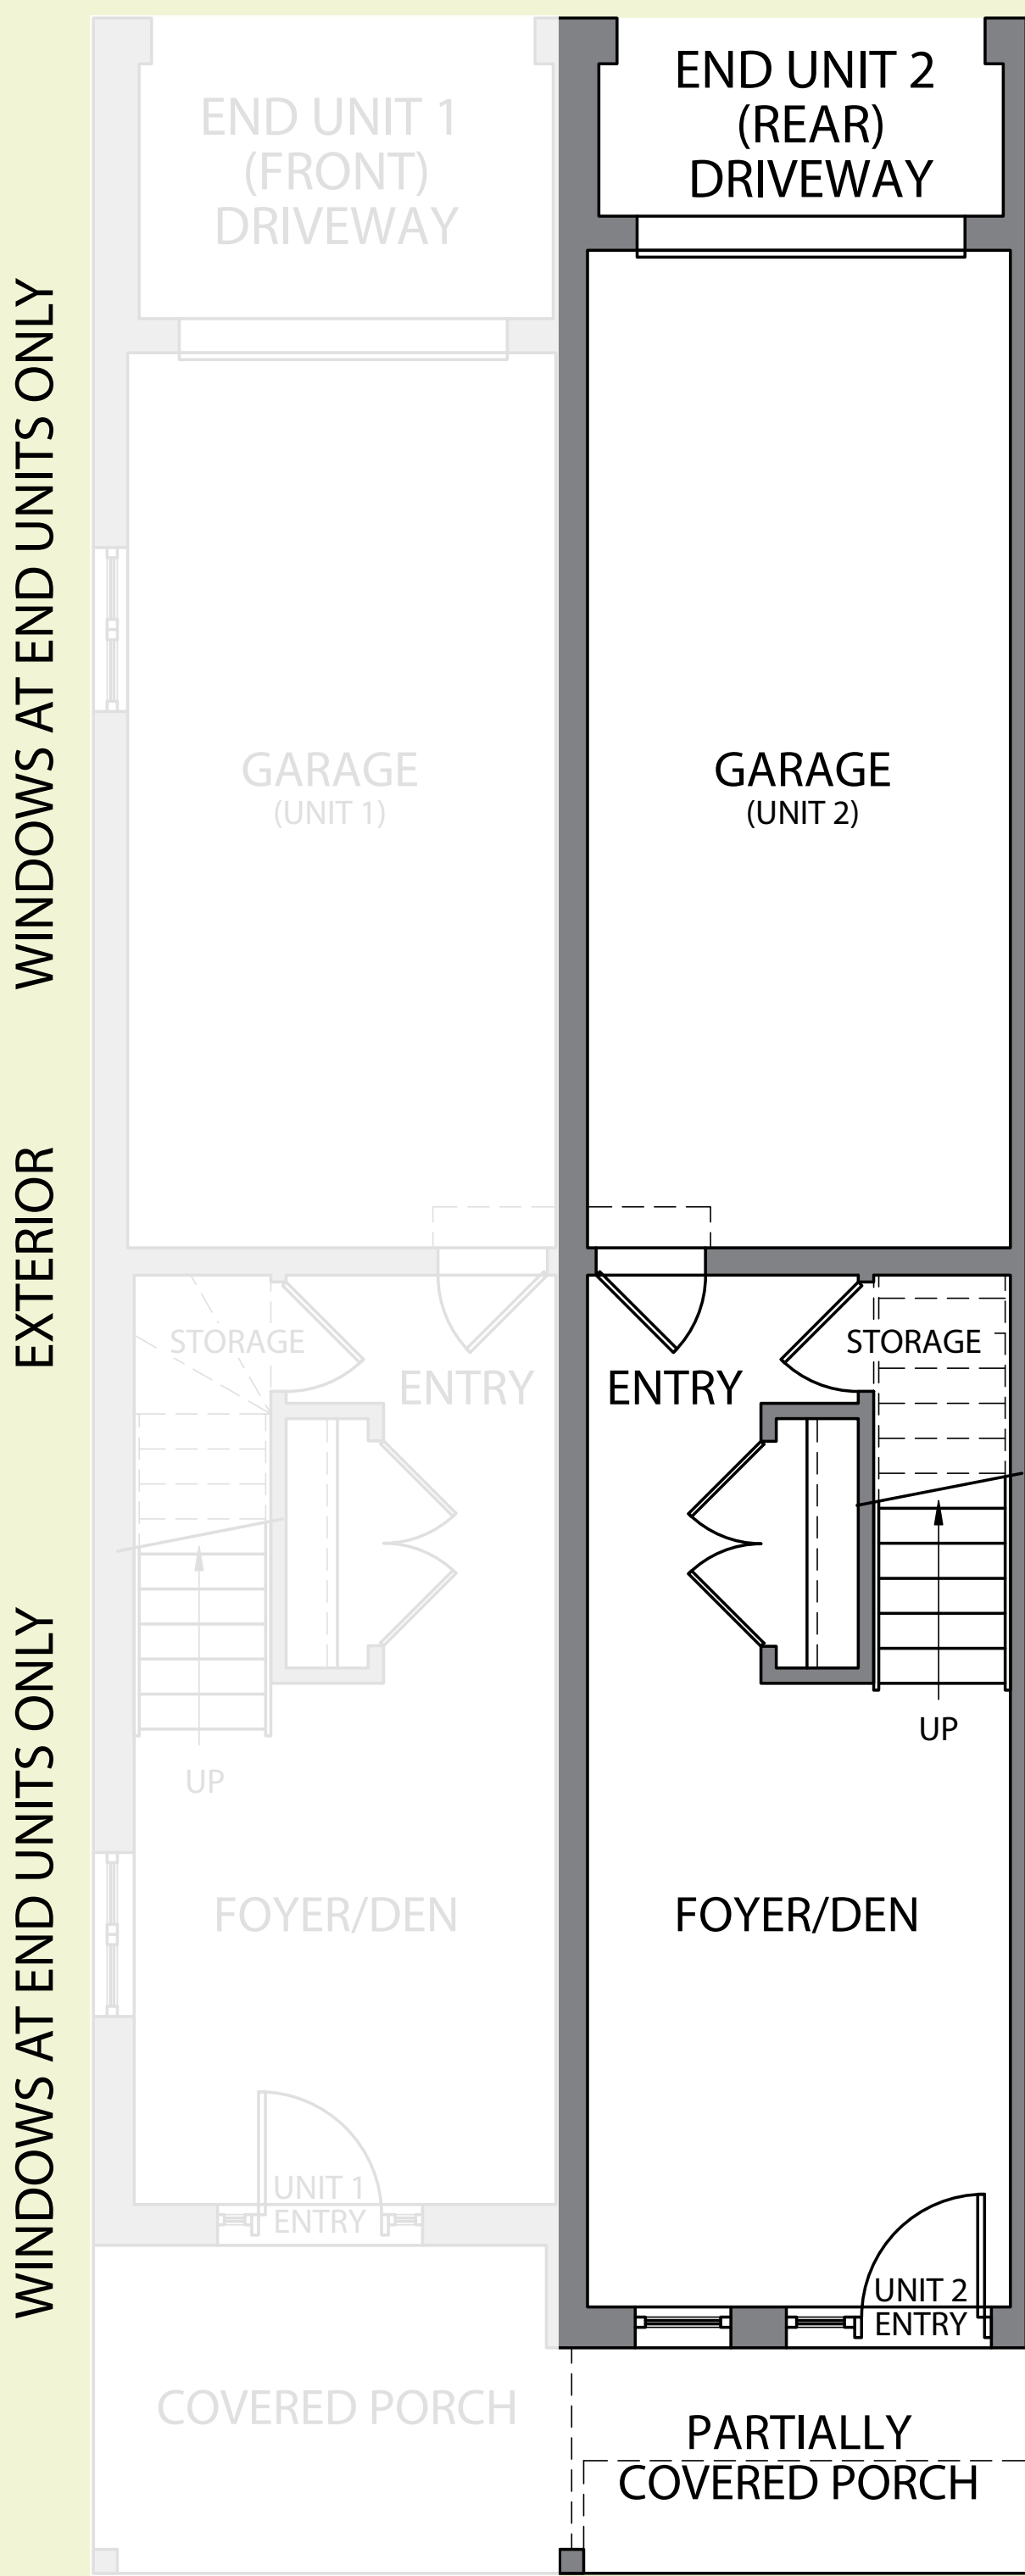 END UNIT 1
(FRONT)
DRIVEWAY
END UNIT 2
(REAR)
DRIVEWAY
WINDOWS AT END UNITS ONLY
GARAGE
(UNIT 1)
GARAGE
(UNIT 2)
EXTERIOR
STORAGE
ENTRY
ENTRY
STORAGE
WINDOWS AT END UNITS ONLY
UP
UP
FOYER/DEN
FOYER/DEN
UNIT 1
ENTRY
UNIT 2
ENTRY
COVERED PORCH
PARTIALLY
COVERED PORCH